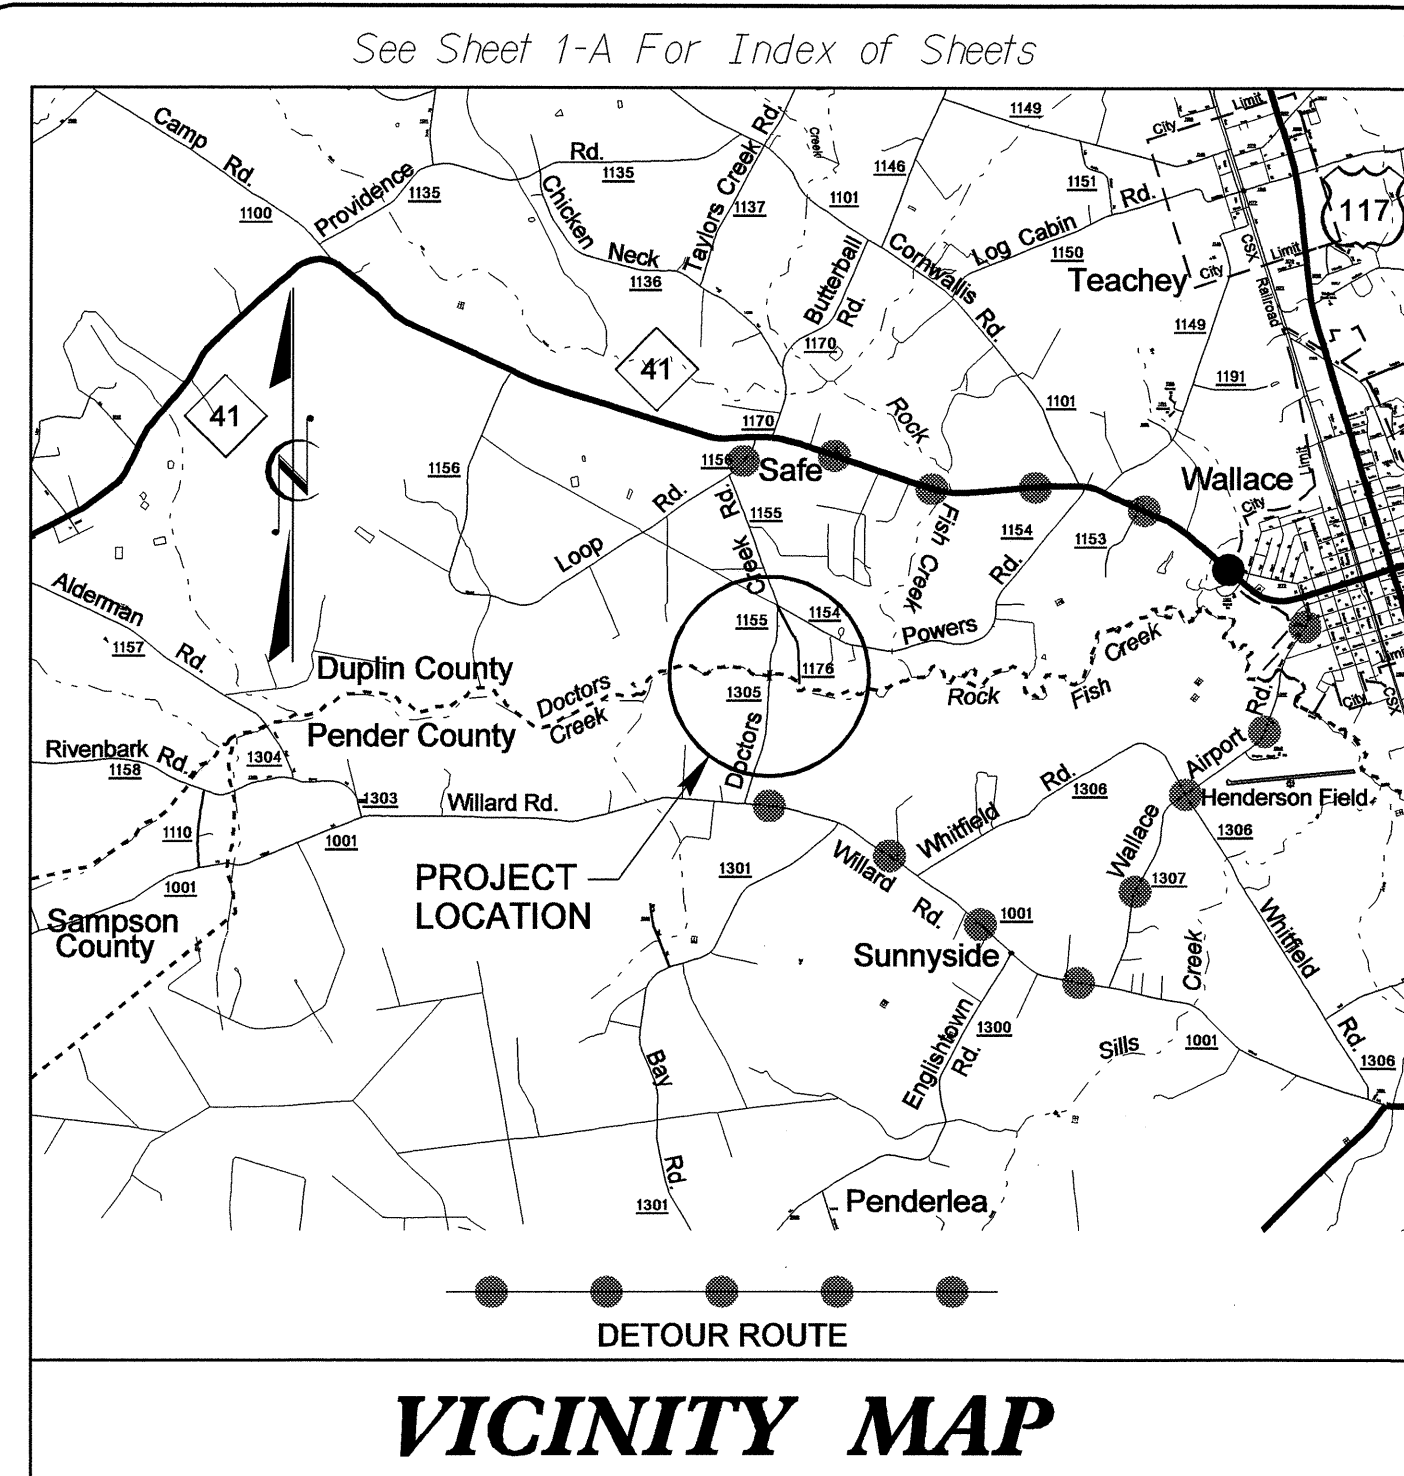 See Sheet 1-A For Index of Sheets
Camp Rd.
1100
Providence Rd.
1135
1135
Chicken Neck
1136
Taylors Creek Rd.
1137
Creek
1101
1146
1149
1151
City Limit
Log Cabin Rd.
1150
Teachey
City Limit
CSX Railroad
117
Butterball Rd.
1170
Cornwallis Rd.
1149
1191
1101
41
41
1170
1156
1156
Safe
Rock
Fish Creek
Wallace
City Limit
Loop Rd.
1155
Creek Rd.
1154
1153
Rd.
Powers
1154
1155
1176
1305
Doctors
Alderman Rd.
1157
Duplin County
Pender County
Doctors Creek
Rock Fish Creek
City Limit
CSX
Rivenbark Rd.
1158
1304
1303
Willard Rd.
1110
1001
1001
Sampson
County
PROJECT
LOCATION
1301
Willard Rd.
Whitfield Rd.
1306
Airport Rd.
Henderson Field
1306
Wallace
1307
1001
Sunnyside
Creek
Whitfield Rd.
1306
Englishtown Rd.
1300
Sills
1001
Bay Rd.
1301
Penderlea
DETOUR ROUTE
VICINITY MAP